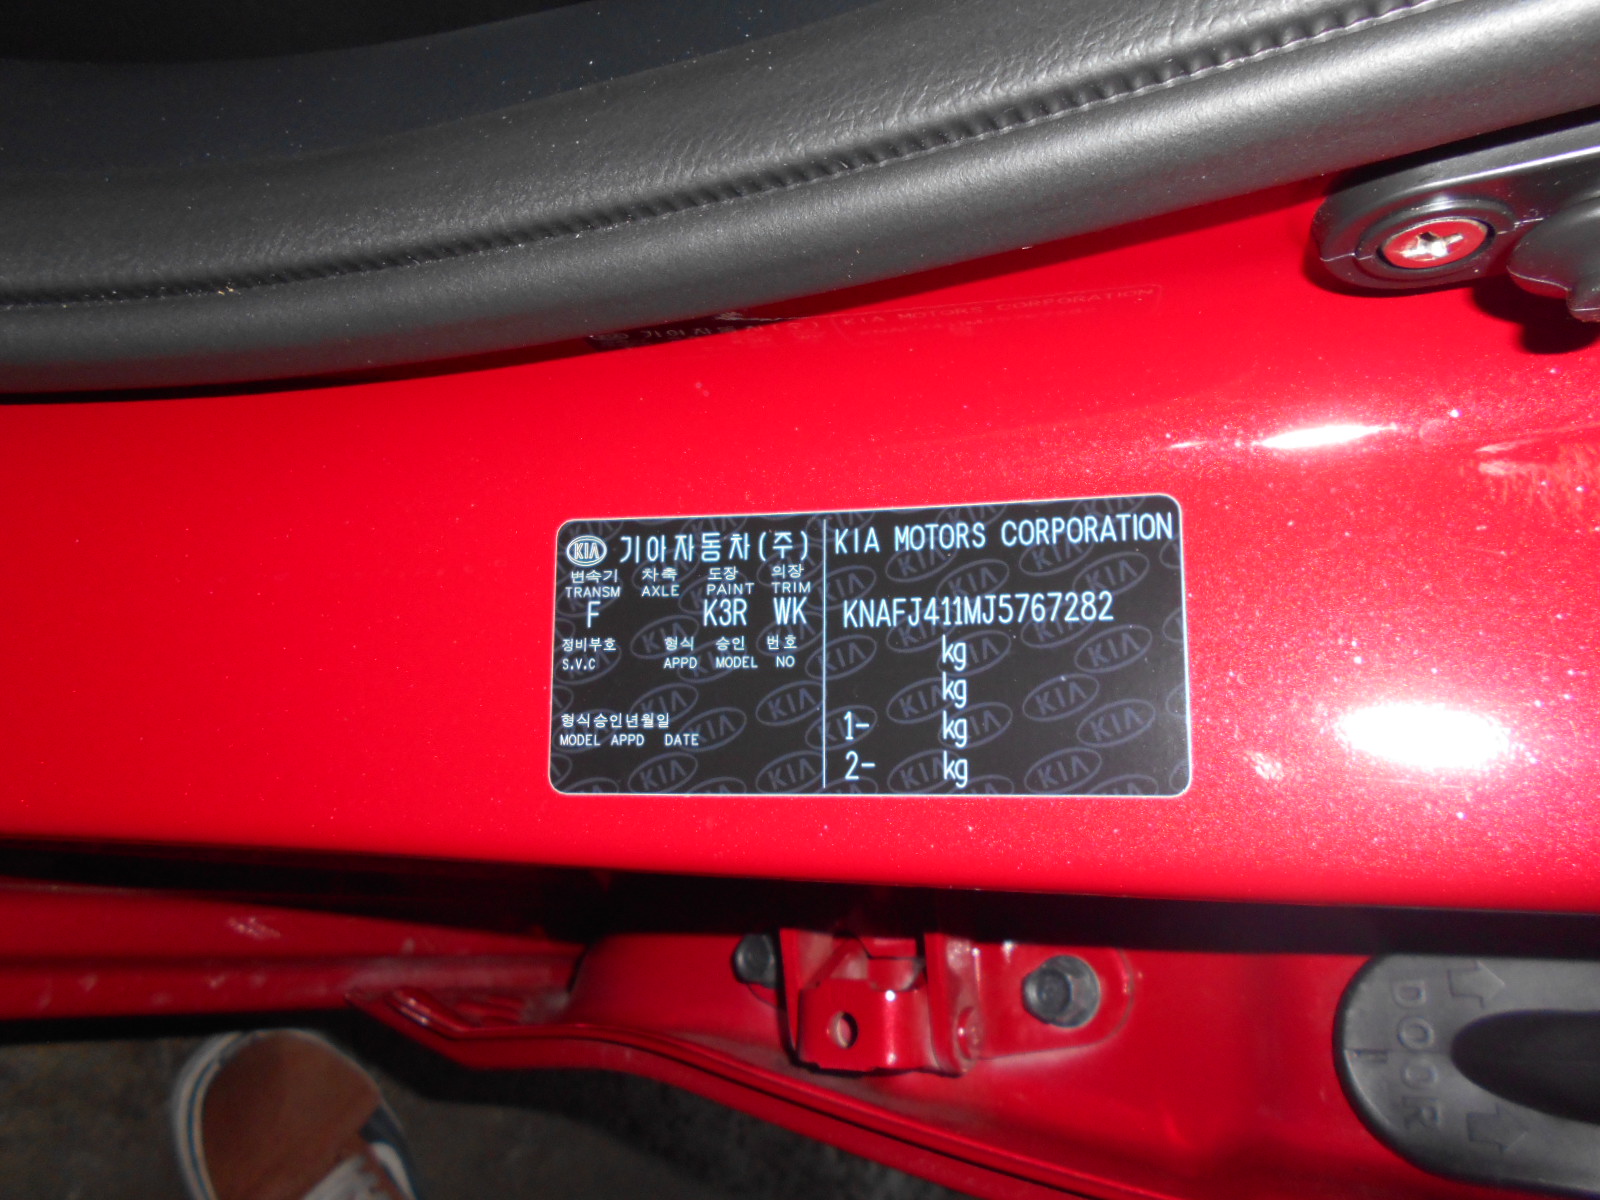 KIA 기아자동차(주)
변속기 차축 도장 의장
TRANSM AXLE PAINT TRIM
F K3R WK
정비부호 형식 승인 번호
S.V.C APPD MODEL NO
형식승인년월일
MODEL APPD DATE
KIA MOTORS CORPORATION
KNAFJ411MJ5767282
kg
kg
1- kg
2- kg
DOOR